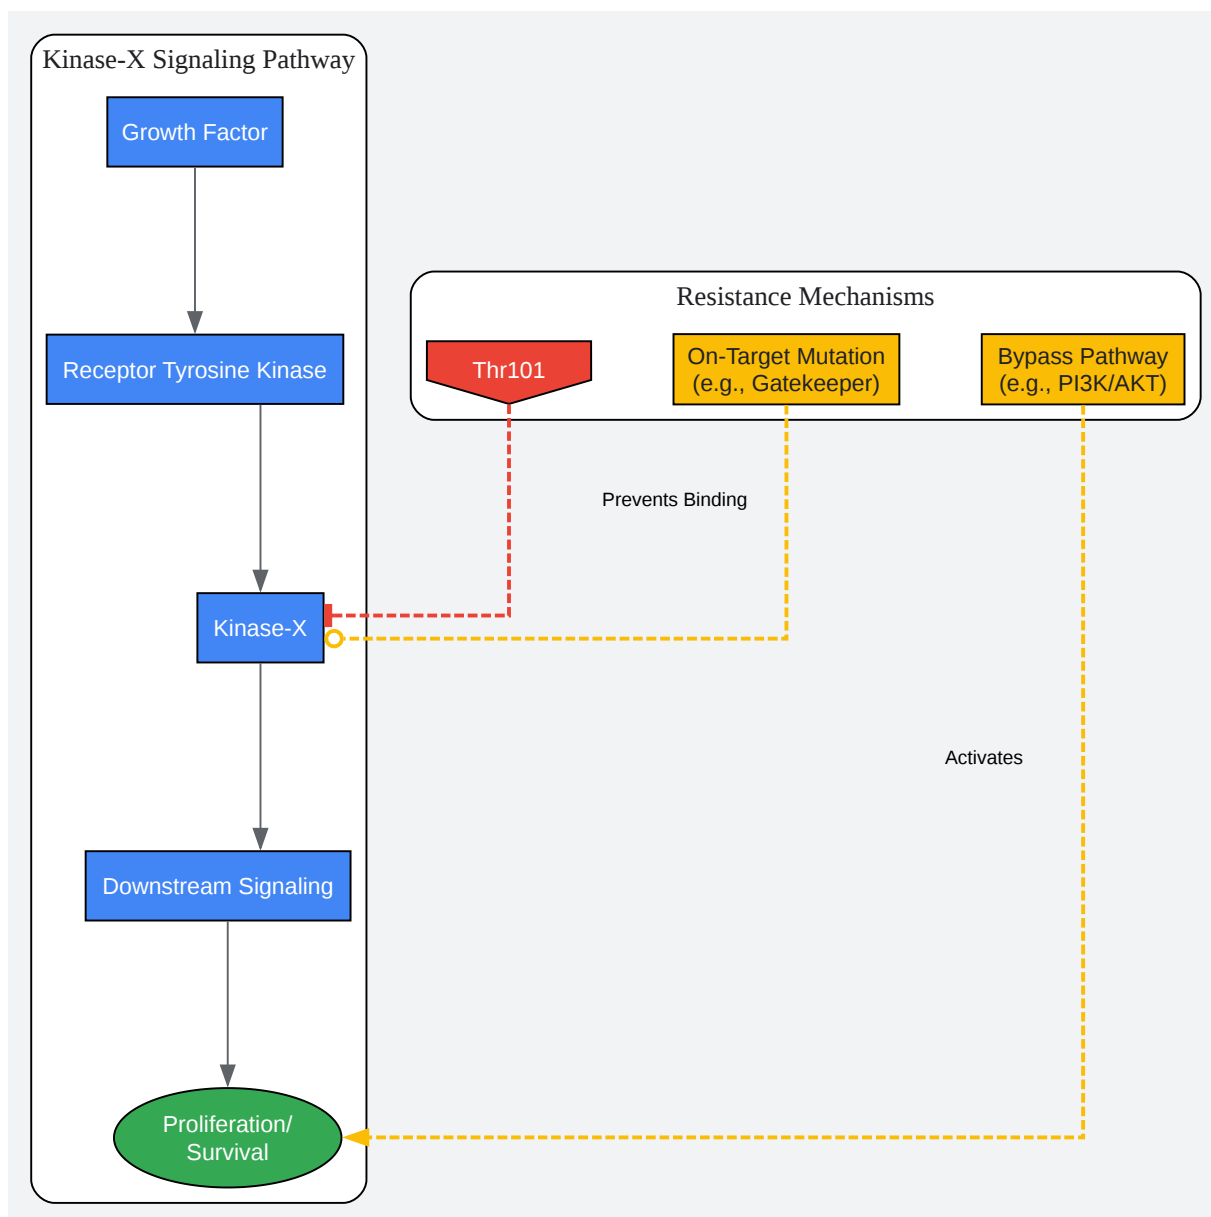 Kinase-X Signaling Pathway
Growth Factor
Receptor Tyrosine Kinase
Kinase-X
Downstream Signaling
Proliferation/
Survival
Resistance Mechanisms
Thr101
On-Target Mutation
(e.g., Gatekeeper)
Bypass Pathway
(e.g., PI3K/AKT)
Prevents Binding
Activates